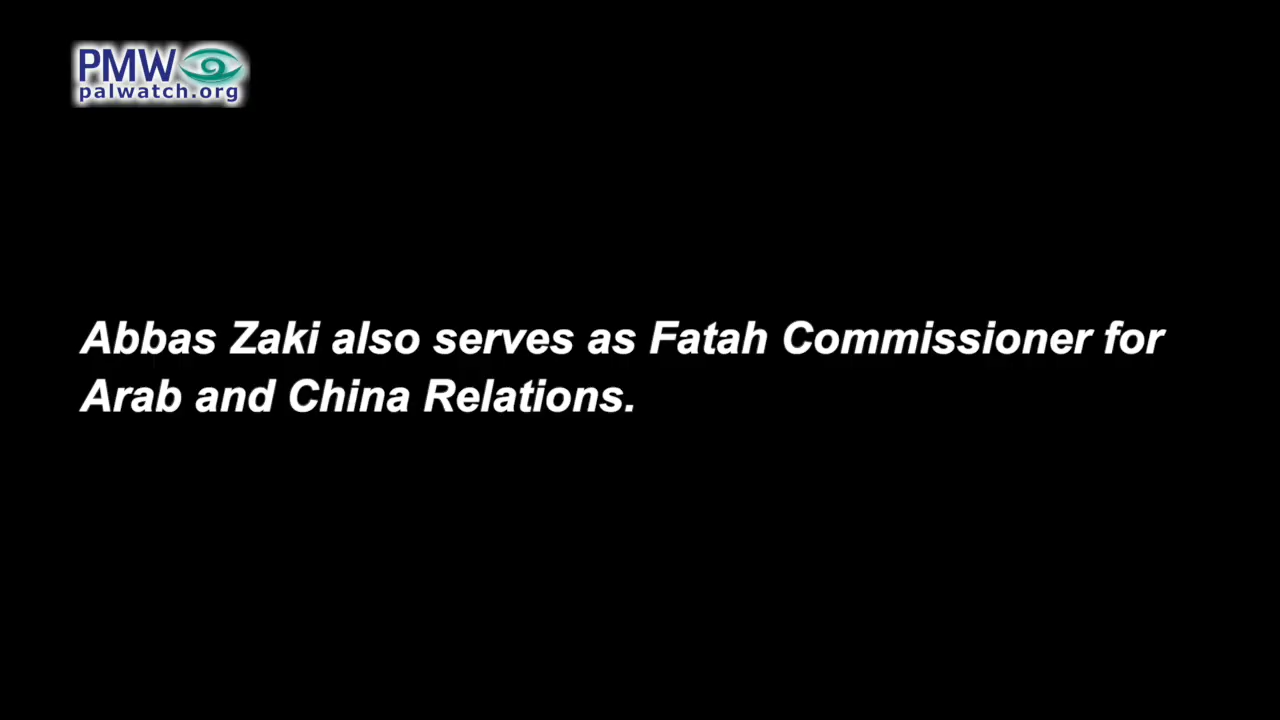 PMW
palwatch.org
Abbas Zaki also serves as Fatah Commissioner for
Arab and China Relations.